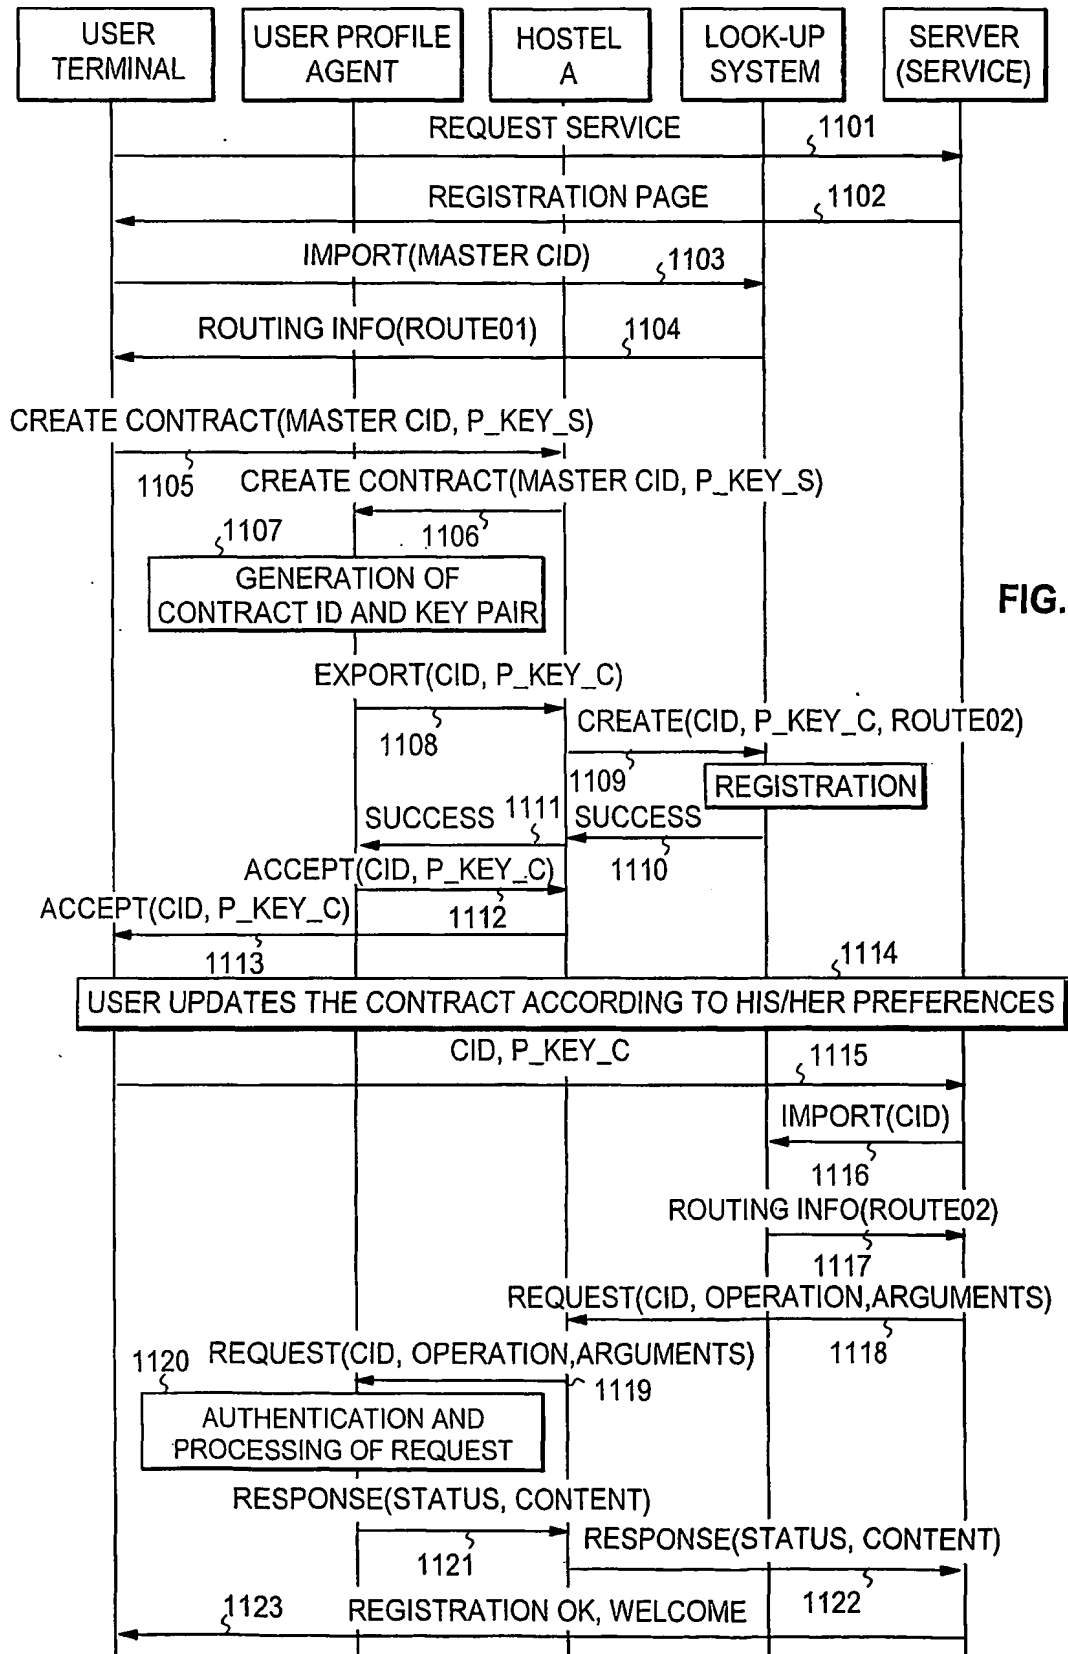 USER
TERMINAL
USER PROFILE
AGENT
HOSTEL
A
LOOK-UP
SYSTEM
SERVER
(SERVICE)
REQUEST SERVICE
1101
REGISTRATION PAGE
1102
IMPORT(MASTER CID)
1103
ROUTING INFO(ROUTE01)
1104
CREATE CONTRACT(MASTER CID, P_KEY_S)
1105
CREATE CONTRACT(MASTER CID, P_KEY_S)
1106
1107
GENERATION OF
CONTRACT ID AND KEY PAIR
FIG.
EXPORT(CID, P_KEY_C)
1108
CREATE(CID, P_KEY_C, ROUTE02)
1109
REGISTRATION
SUCCESS
1111
SUCCESS
1110
ACCEPT(CID, P_KEY_C)
1112
ACCEPT(CID, P_KEY_C)
1113
1114
USER UPDATES THE CONTRACT ACCORDING TO HIS/HER PREFERENCES
CID, P_KEY_C
1115
IMPORT(CID)
1116
ROUTING INFO(ROUTE02)
1117
REQUEST(CID, OPERATION,ARGUMENTS)
1118
REQUEST(CID, OPERATION,ARGUMENTS)
1119
1120
AUTHENTICATION AND
PROCESSING OF REQUEST
RESPONSE(STATUS, CONTENT)
1121
RESPONSE(STATUS, CONTENT)
1122
1123
REGISTRATION OK, WELCOME